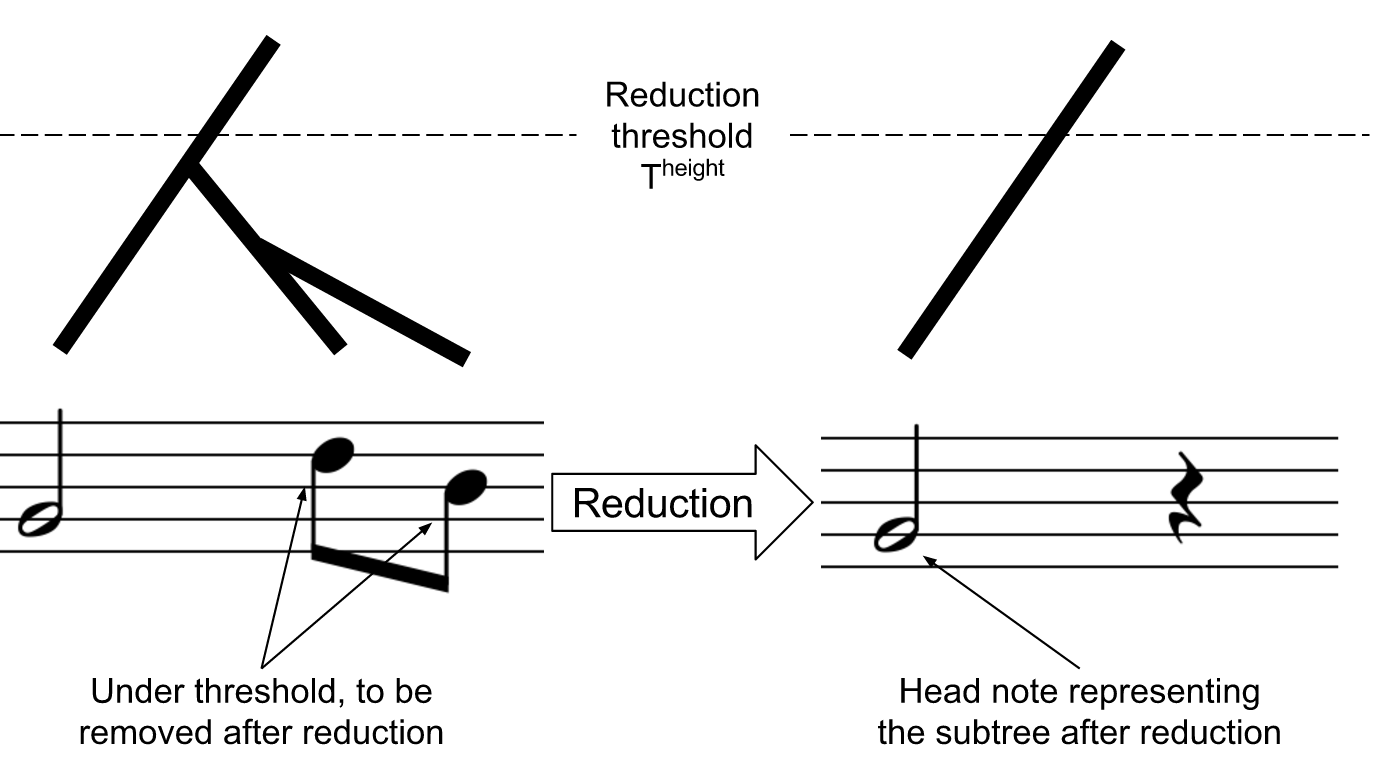 Reduction
threshold
T^height
Reduction
Under threshold, to be
removed after reduction
Head note representing
the subtree after reduction